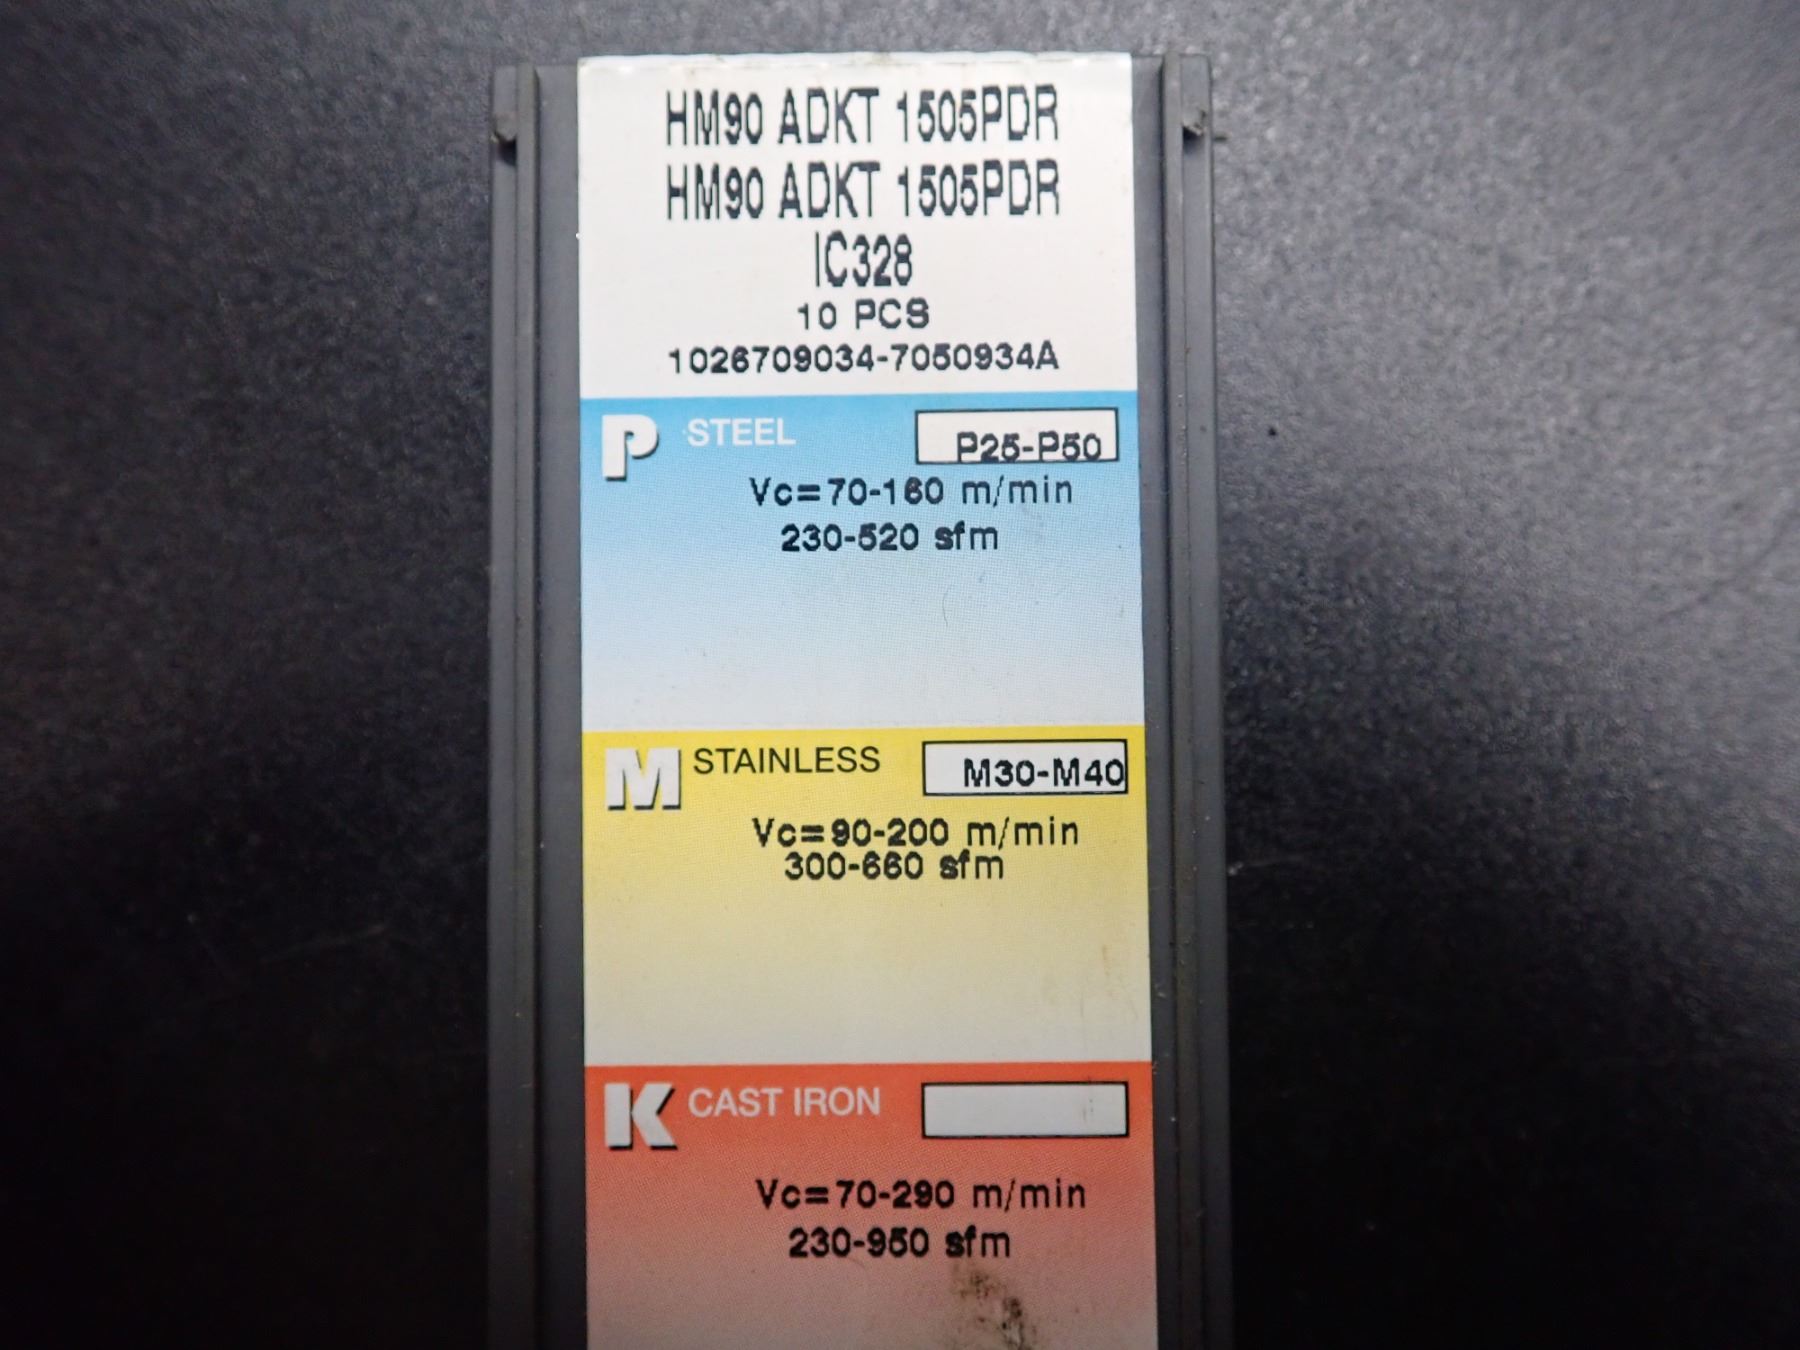 HM90 ADKT 1505PDR
HM90 ADKT 1505PDR
IC328
10 PCS
1026709034-7050934A
P STEEL P25-P50
Vc=70-160 m/min
230-520 sfm
M STAINLESS M30-M40
Vc=90-200 m/min
300-660 sfm
K CAST IRON
Vc=70-290 m/min
230-950 sfm